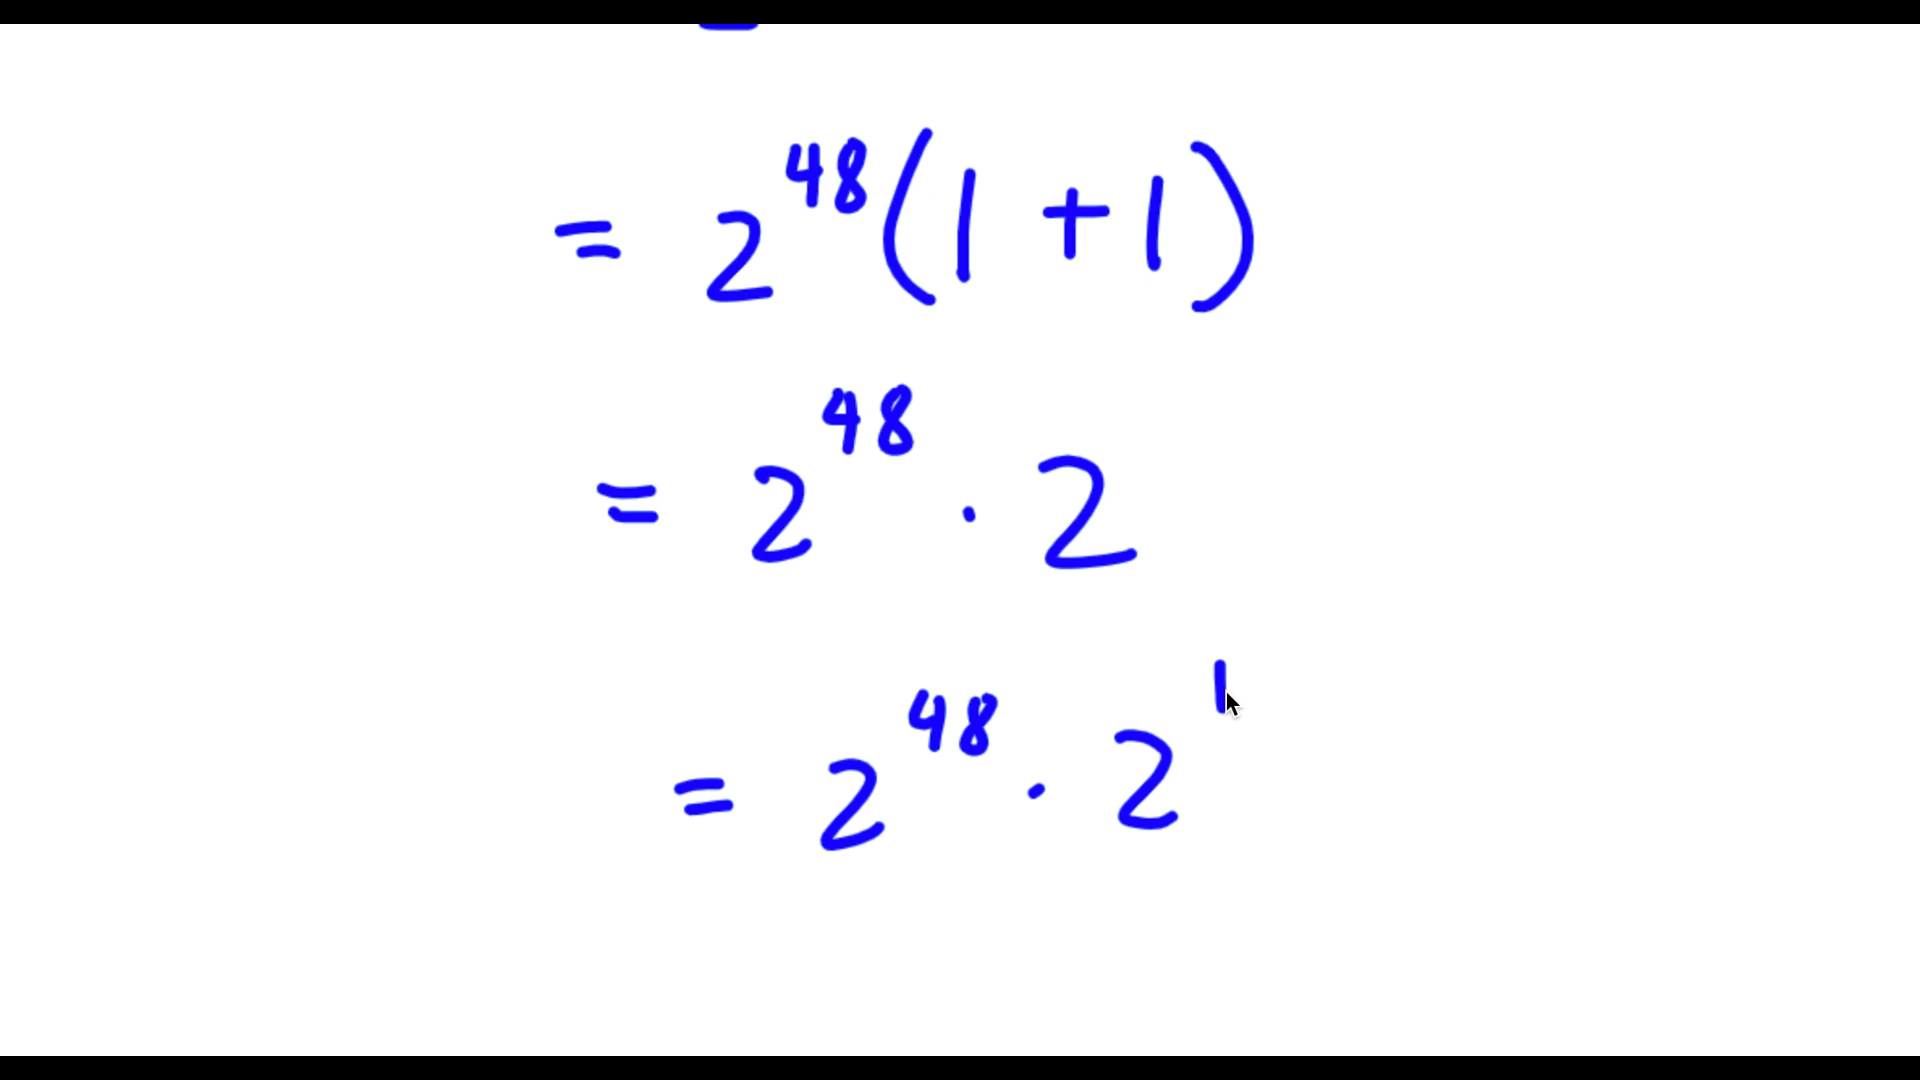 = 2^48 (1 + 1)
= 2^48 · 2
= 2^48 · 2^1